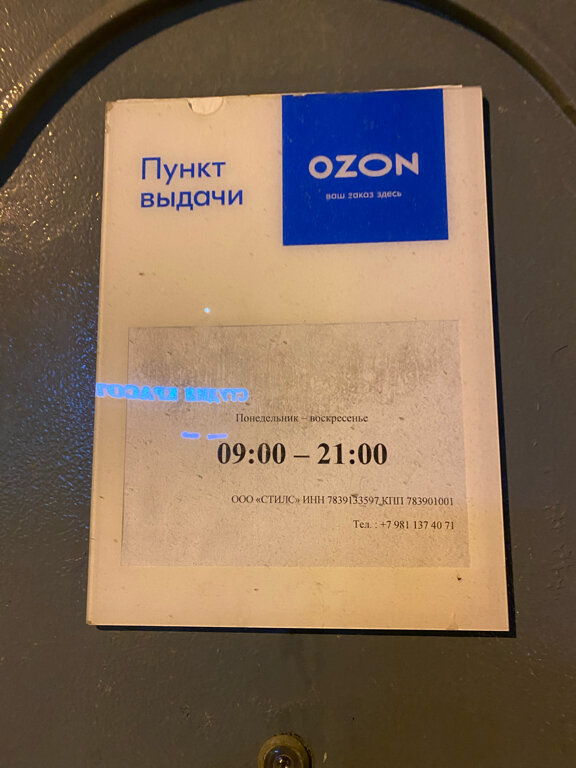 Пункт
выдачи
OZON
ваш заказ здесь
Понедельник – воскресенье
09:00 – 21:00
ООО «СТИЛС» ИНН 7839133597 КПП 783901001
Тел. : +7 981 137 40 71